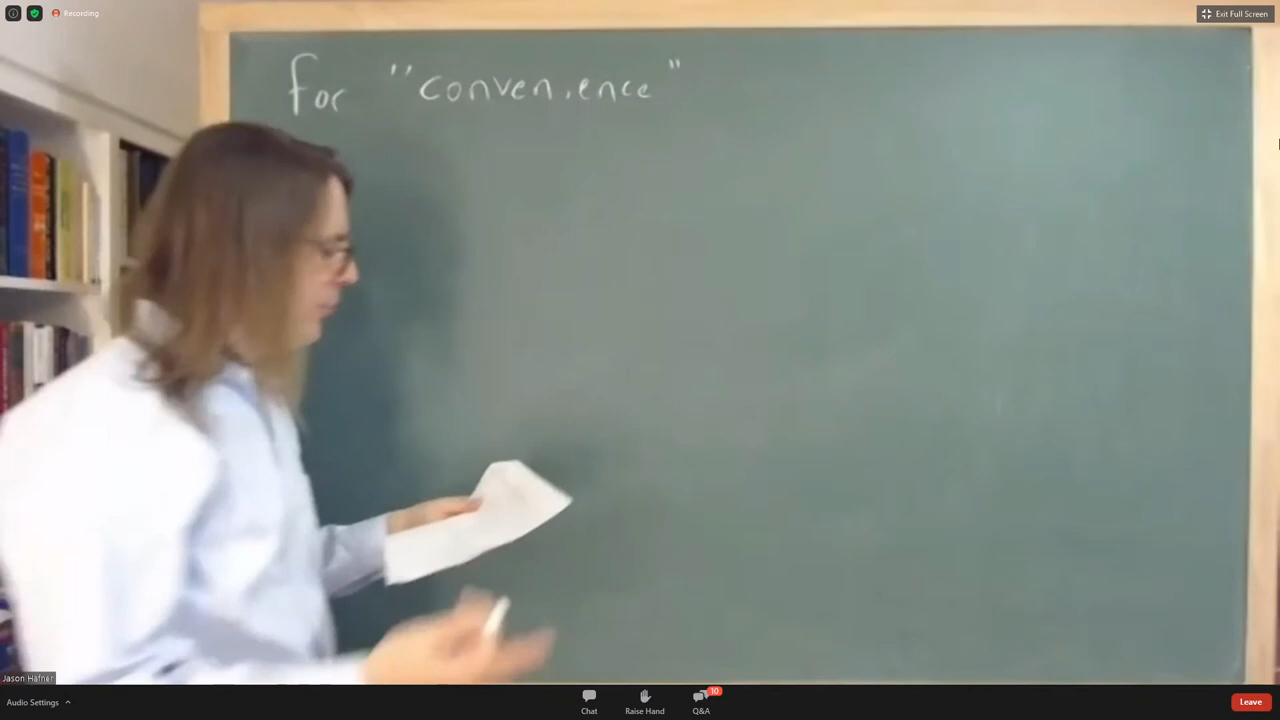 Recording
Exit Full Screen
for "convenience"
Jason Hafner
Audio Settings
Chat
Raise Hand
10
Q&A
Leave